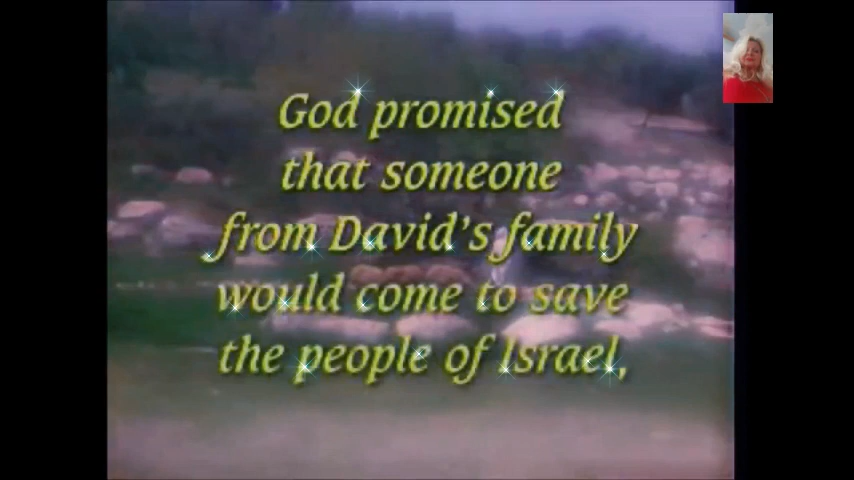 God promised
that someone
from David's family
would come to save
the people of Israel,